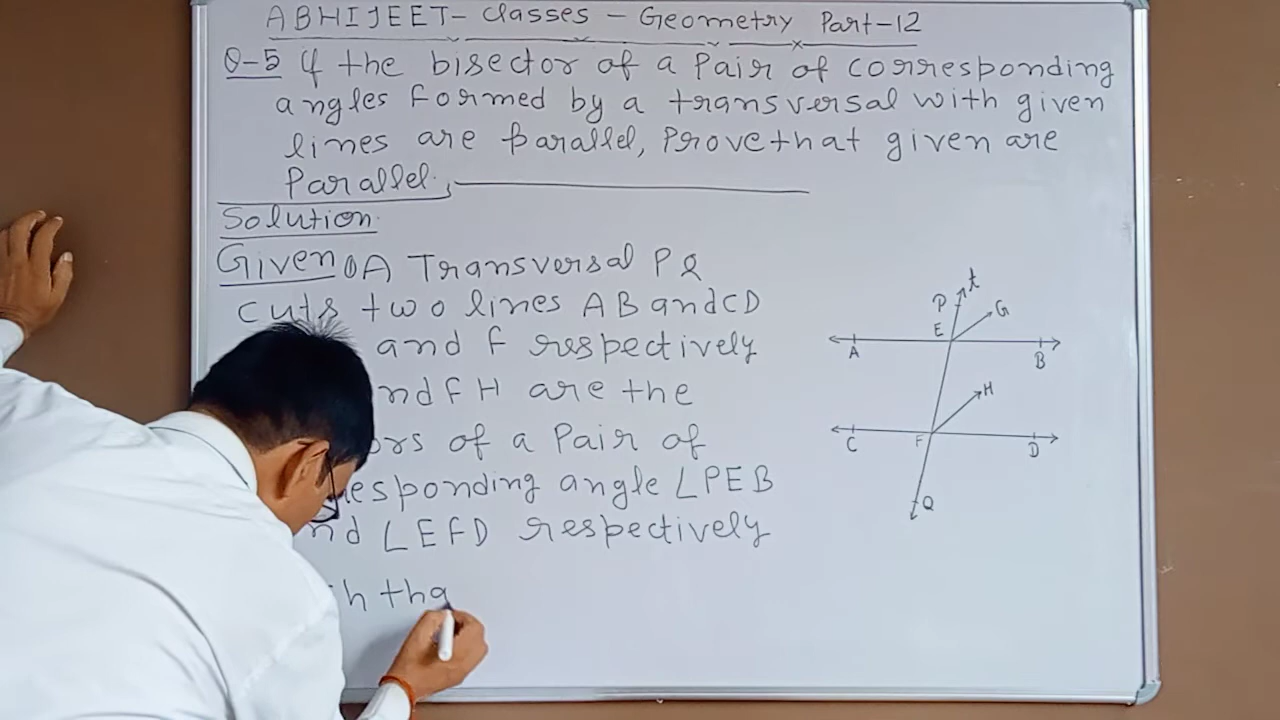 ABHIJEET- Classes - Geometry Part-12
Q-5 If the bisector of a Pair of corresponding
angles formed by a transversal with given
lines are parallel, Prove that given are
Parallel.
Solution
Given A Transversal PQ
cuts two lines AB and CD
and F respectively
FH are the
of a Pair of
angle ∠PEB
∠EFD respectively
tha
P t
E G
A B
H
C F D
Q